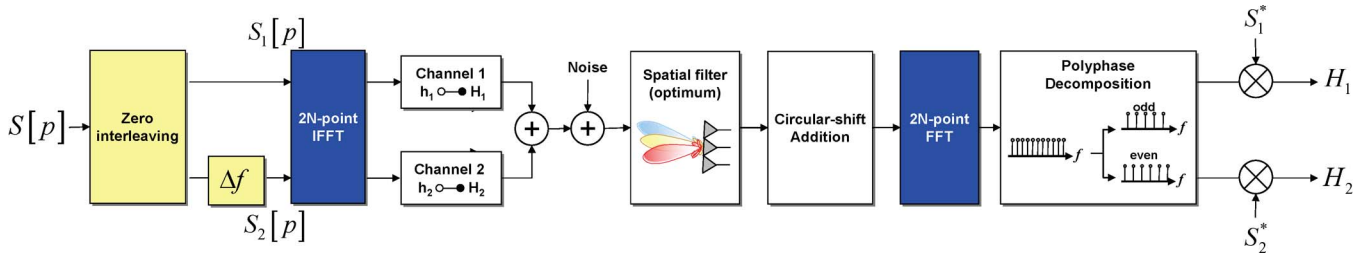 S[p]
Zero
interleaving
Δf
S₁[p]
S₂[p]
2N-point
IFFT
Channel 1
h₁ H₁
Channel 2
h₂ H₂
+
Noise
+
Spatial filter
(optimum)
Circular-shift
Addition
2N-point
FFT
Polyphase
Decomposition
f
odd
f
even
f
S₁*
H₁
H₂
S₂*